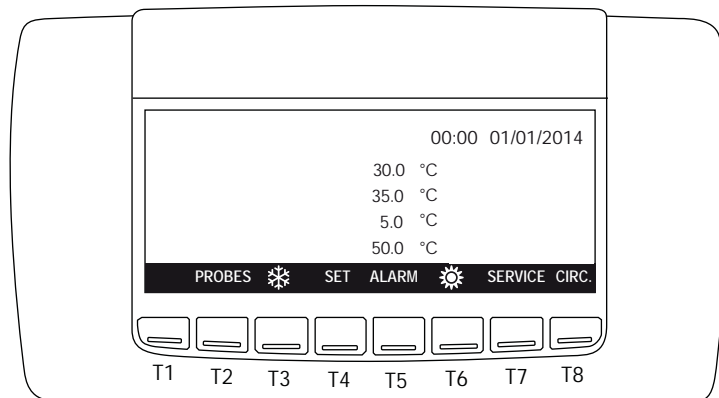 00:00 01/01/2014
30.0 °C
35.0 °C
5.0 °C
50.0 °C
PROBES SET ALARM SERVICE CIRC.
T1 T2 T3 T4 T5 T6 T7 T8